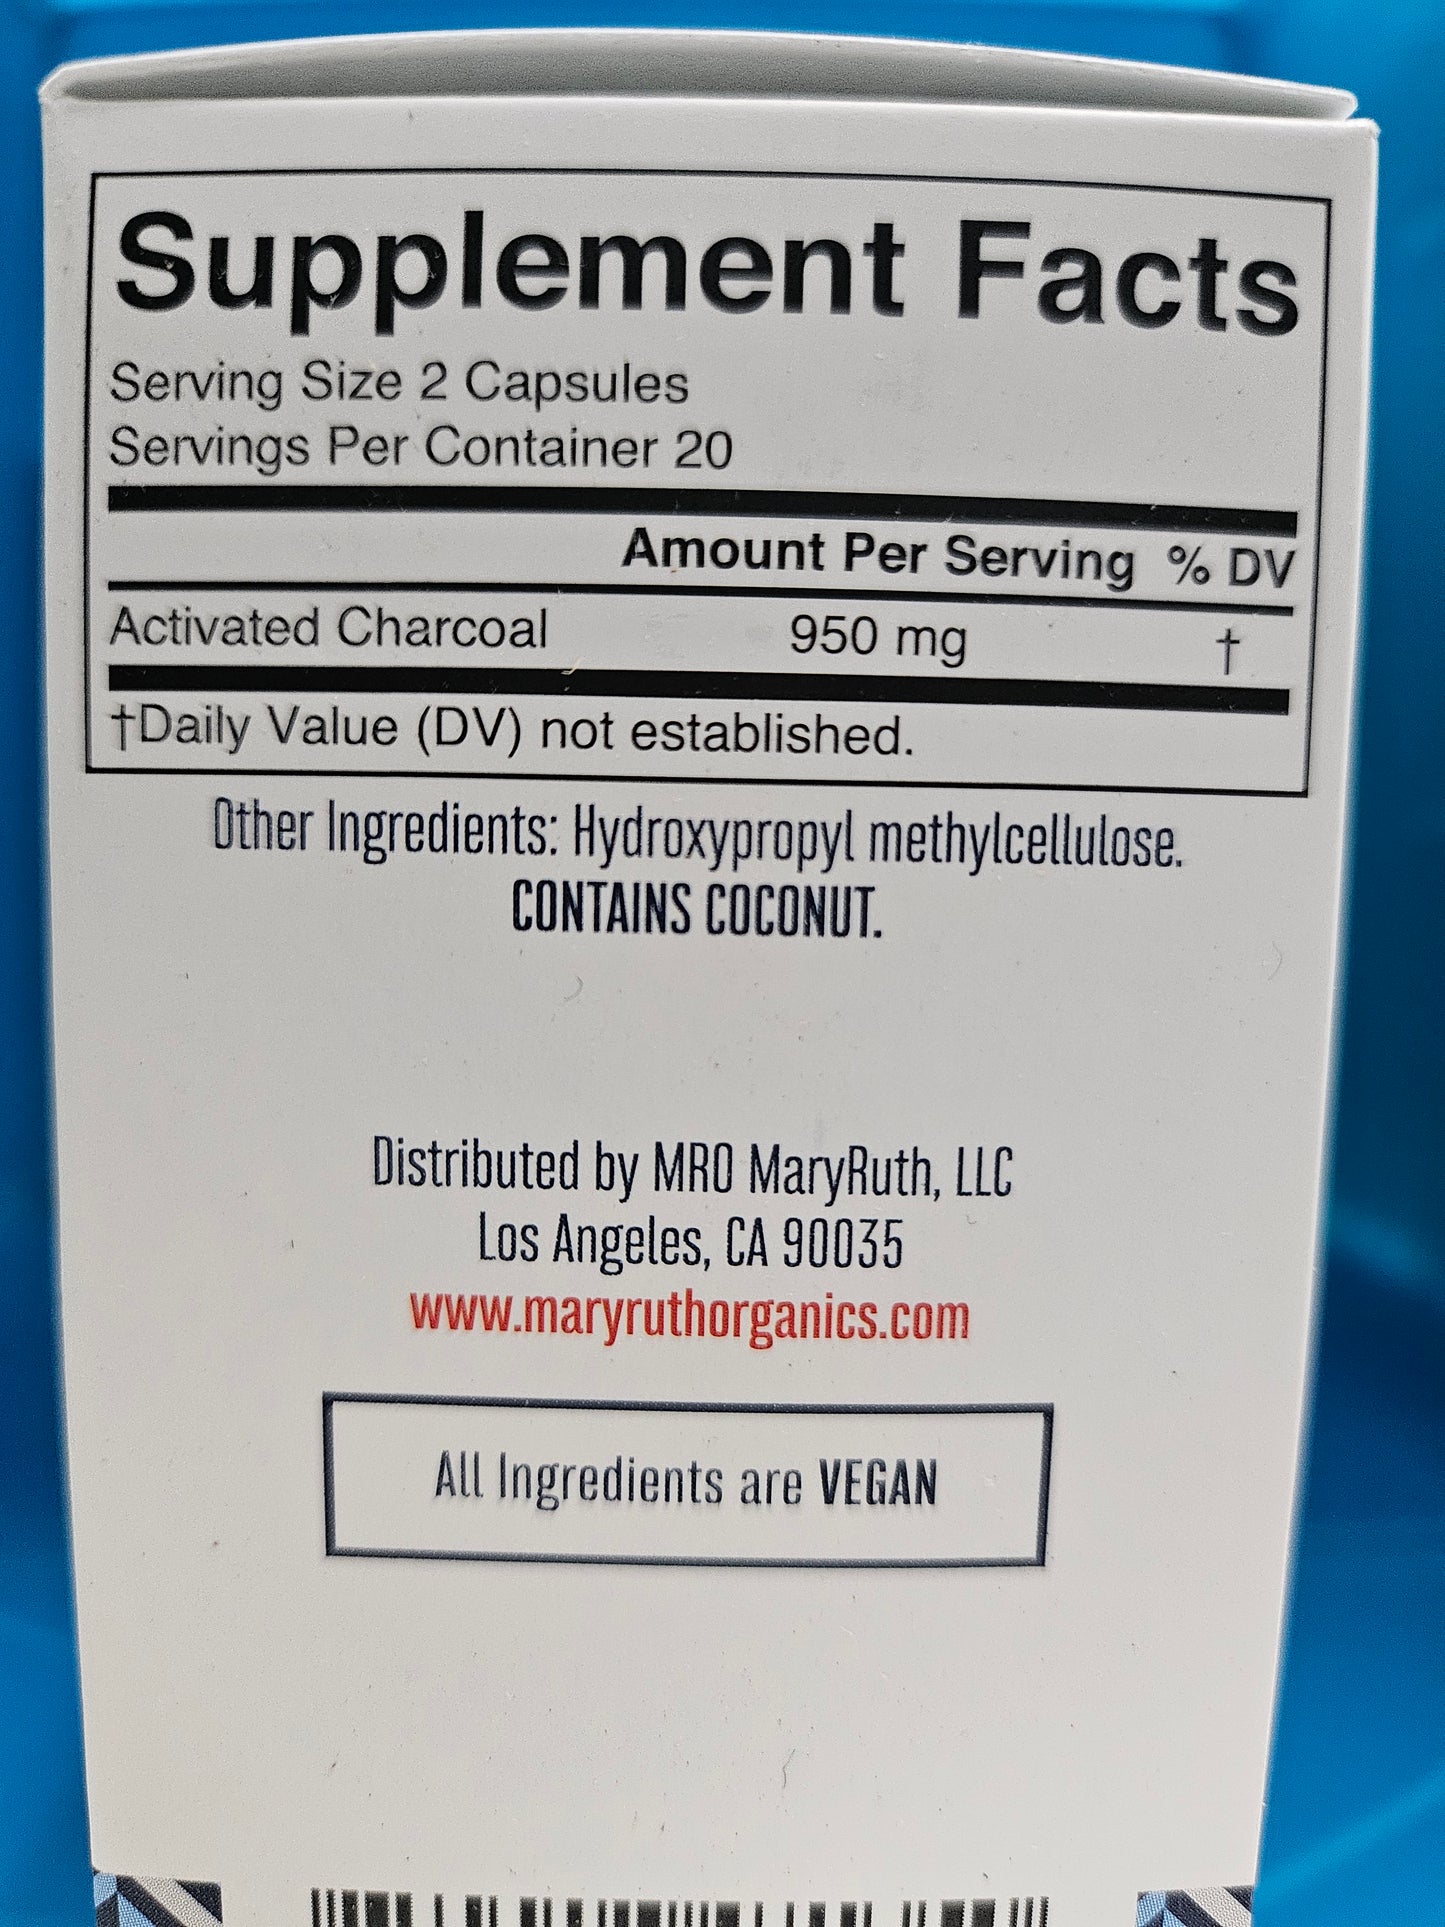 Supplement Facts
Serving Size 2 Capsules
Servings Per Container 20
Amount Per Serving % DV
Activated Charcoal 950 mg †
†Daily Value (DV) not established.
Other Ingredients: Hydroxypropyl methylcellulose.
CONTAINS COCONUT.
Distributed by MRO MaryRuth, LLC
Los Angeles, CA 90035
www.maryruthorganics.com
All Ingredients are VEGAN